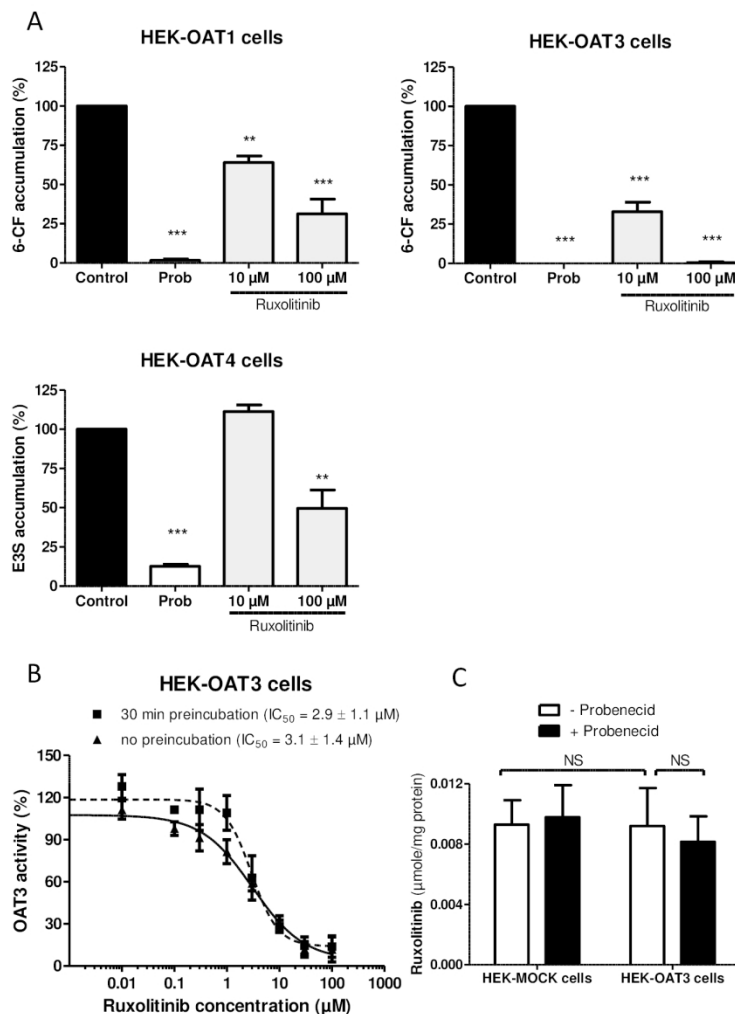 A
HEK-OAT1 cells
6-CF accumulation (%)
125
100
75
50
25
0
***
**
***
Control Prob 10 µM 100 µM
Ruxolitinib
HEK-OAT3 cells
6-CF accumulation (%)
125
100
75
50
25
0
***
***
***
Control Prob 10 µM 100 µM
Ruxolitinib
HEK-OAT4 cells
E3S accumulation (%)
125
100
75
50
25
0
***
**
Control Prob 10 µM 100 µM
Ruxolitinib
B
HEK-OAT3 cells
30 min preincubation (IC50 = 2.9 ± 1.1 µM)
no preincubation (IC50 = 3.1 ± 1.4 µM)
OAT3 activity (%)
150
120
90
60
30
0
0.01 0.1 1 10 100 1000
Ruxolitinib concentration (µM)
C
- Probenecid
+ Probenecid
NS NS
Ruxolitinib (µmole/mg protein)
0.012
0.008
0.004
0.000
HEK-MOCK cells HEK-OAT3 cells